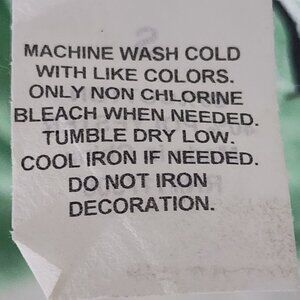 MACHINE WASH COLD
WITH LIKE COLORS.
ONLY NON CHLORINE
BLEACH WHEN NEEDED.
TUMBLE DRY LOW.
COOL IRON IF NEEDED.
DO NOT IRON
DECORATION.